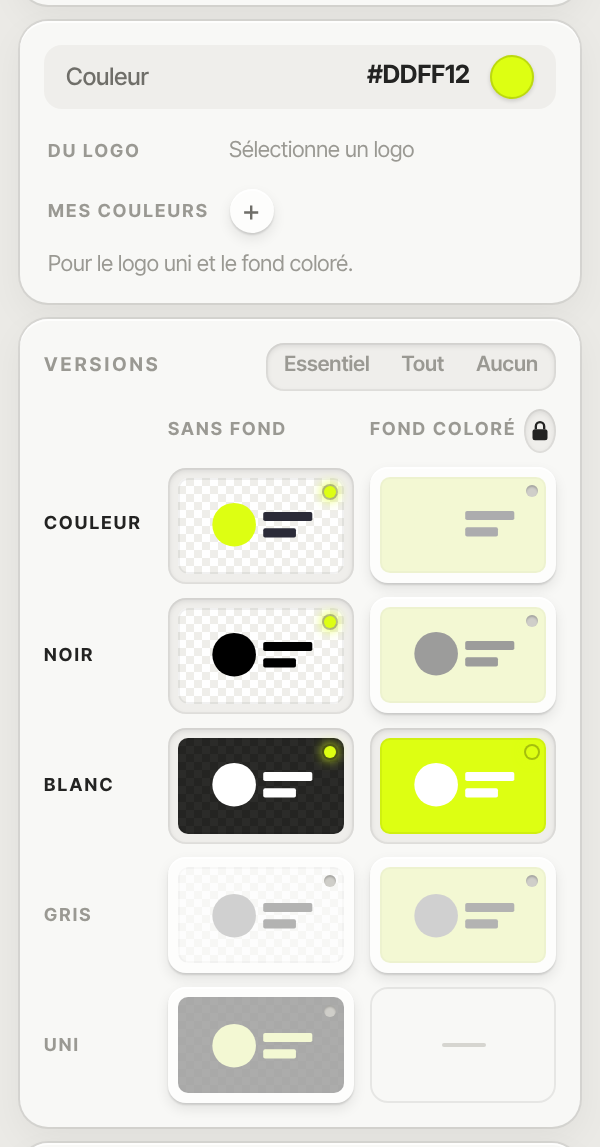 Couleur #DDFF12
DU LOGO Sélectionne un logo
MES COULEURS +
Pour le logo uni et le fond coloré.
VERSIONS Essentiel Tout Aucun
SANS FOND FOND COLORÉ
COULEUR
NOIR
BLANC
GRIS
UNI